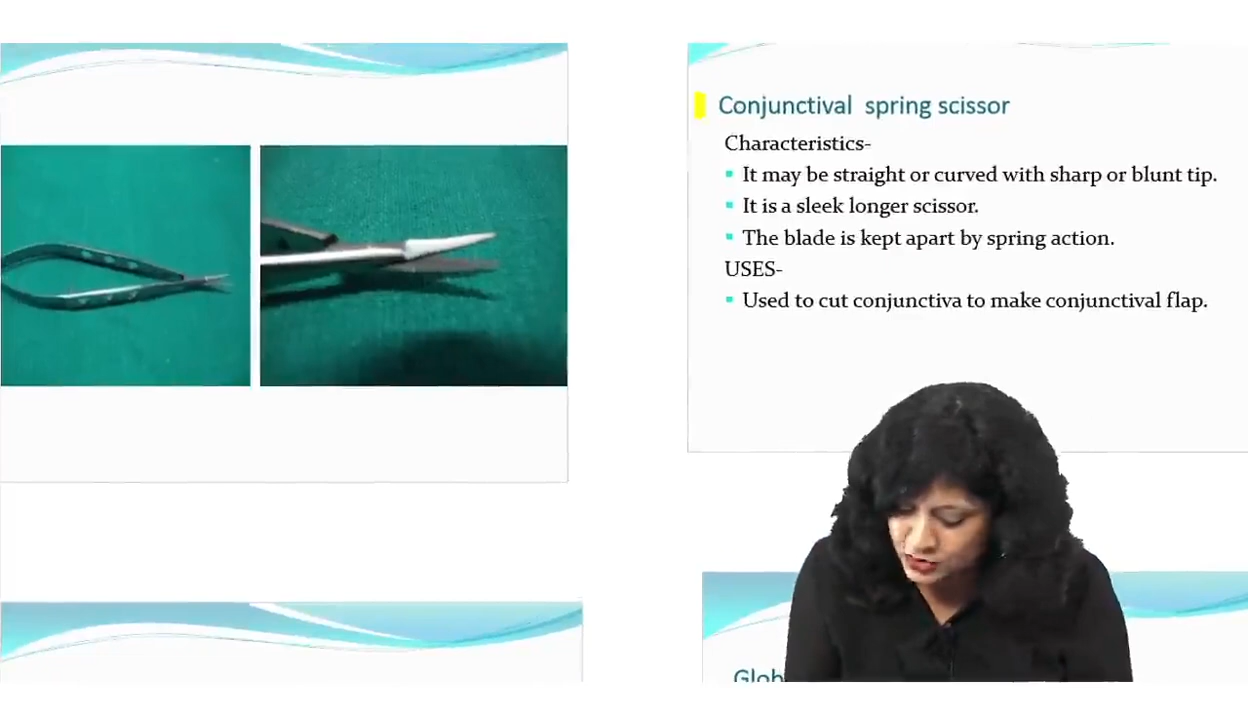 Conjunctival spring scissor
Characteristics-
▪ It may be straight or curved with sharp or blunt tip.
▪ It is a sleek longer scissor.
▪ The blade is kept apart by spring action.
USES-
▪ Used to cut conjunctiva to make conjunctival flap.